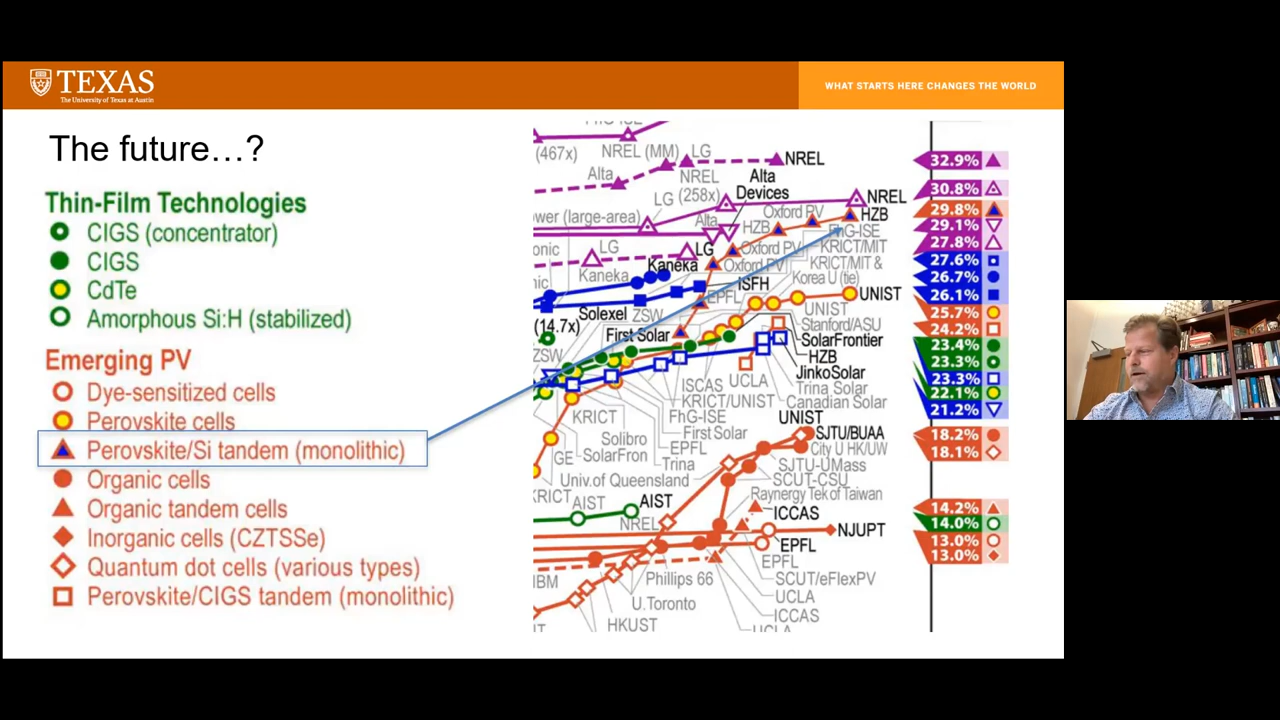 TEXAS
The University of Texas at Austin
WHAT STARTS HERE CHANGES THE WORLD
The future…?
Thin-Film Technologies
CIGS (concentrator)
CIGS
CdTe
Amorphous Si:H (stabilized)
Emerging PV
Dye-sensitized cells
Perovskite cells
Perovskite/Si tandem (monolithic)
Organic cells
Organic tandem cells
Inorganic cells (CZTSSe)
Quantum dot cells (various types)
Perovskite/CIGS tandem (monolithic)
(467x)
NREL (MM)
LG
NREL
Alta
NREL
(258x)
Alta
Devices
LG
NREL
ower (large-area)
Alta
HZB
Oxford PV
HZB
FhG-ISE
onic
LG
LG
Oxford PV
KRICT/MIT
Kaneka
Kaneka
Oxford PV
KRICT/MIT &
Korea U (tie)
nic
ISFH
EPFL
UNIST
Solexel
ZSW
UNIST
(14.7x)
First Solar
Stanford/ASU
SolarFrontier
ZSW
HZB
JinkoSolar
ISCAS
UCLA
Trina Solar
KRICT/UNIST
Canadian Solar
KRICT
FhG-ISE
UNIST
Solibro
First Solar
SJTU/BUAA
GE
SolarFron
EPFL
City U HK/UW
Trina
SJTU-UMass
Univ.of Queensland
SCUT-CSU
KRICT
AIST
AIST
Raynergy Tek of Taiwan
NREL
ICCAS
NJUPT
EPFL
EPFL
IBM
Phillips 66
SCUT/eFlexPV
U.Toronto
UCLA
HKUST
ICCAS
UCLA
32.9%
30.8%
29.8%
29.1%
27.8%
27.6%
26.7%
26.1%
25.7%
24.2%
23.4%
23.3%
23.3%
22.1%
21.2%
18.2%
18.1%
14.2%
14.0%
13.0%
13.0%